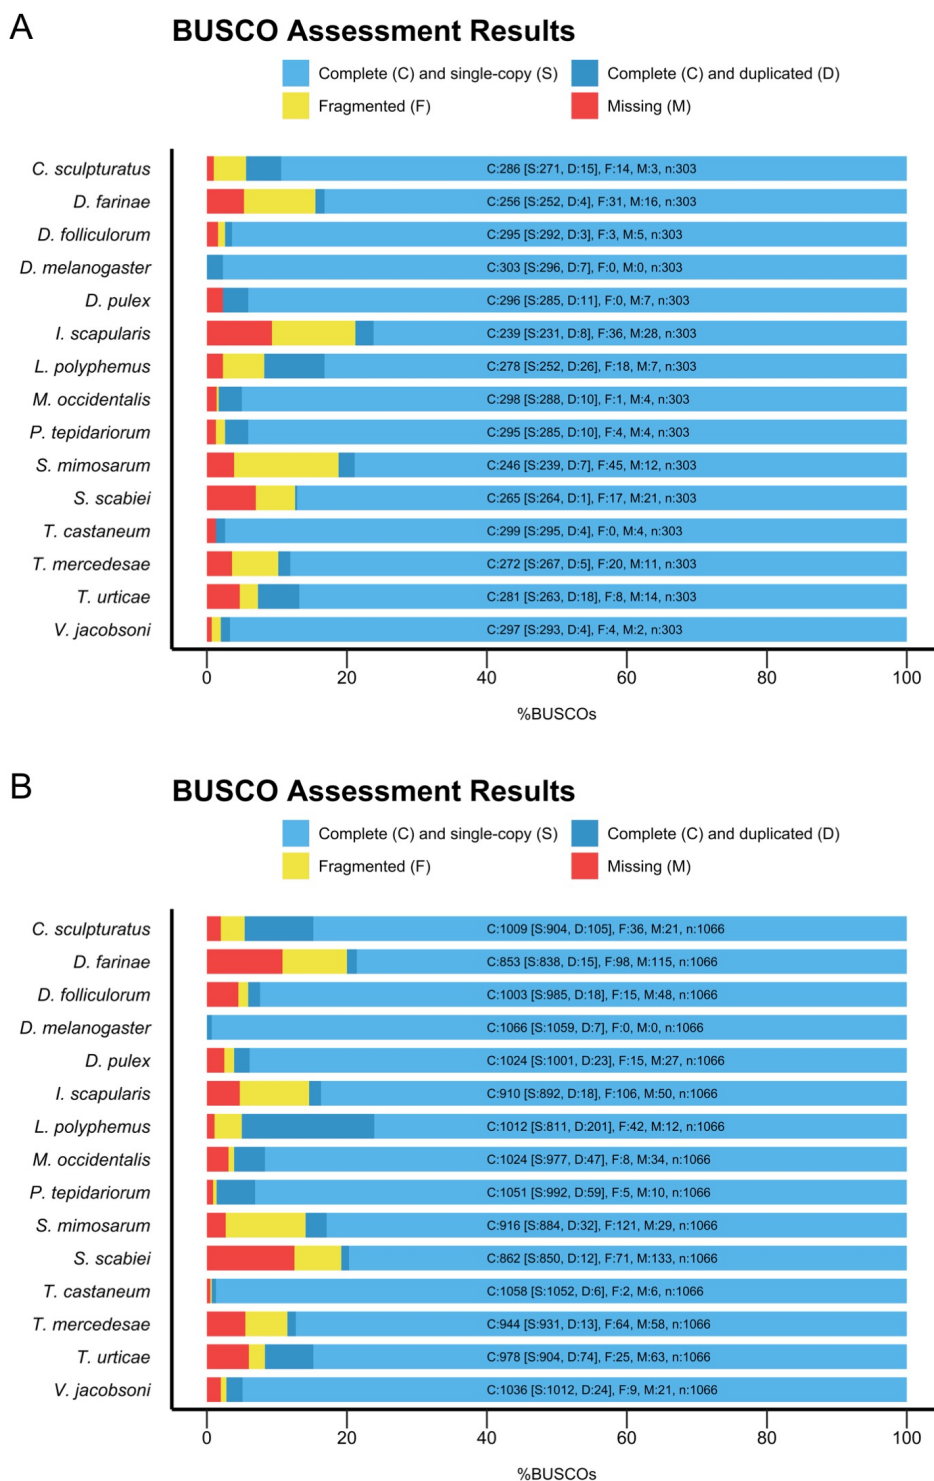 A
BUSCO Assessment Results
Complete (C) and single-copy (S) Complete (C) and duplicated (D)
Fragmented (F) Missing (M)
C. sculpturatus C:286 [S:271, D:15], F:14, M:3, n:303
D. farinae C:256 [S:252, D:4], F:31, M:16, n:303
D. folliculorum C:295 [S:292, D:3], F:3, M:5, n:303
D. melanogaster C:303 [S:296, D:7], F:0, M:0, n:303
D. pulex C:296 [S:285, D:11], F:0, M:7, n:303
I. scapularis C:239 [S:231, D:8], F:36, M:28, n:303
L. polyphemus C:278 [S:252, D:26], F:18, M:7, n:303
M. occidentalis C:298 [S:288, D:10], F:1, M:4, n:303
P. tepidariorum C:295 [S:285, D:10], F:4, M:4, n:303
S. mimosarum C:246 [S:239, D:7], F:45, M:12, n:303
S. scabiei C:265 [S:264, D:1], F:17, M:21, n:303
T. castaneum C:299 [S:295, D:4], F:0, M:4, n:303
T. mercedesae C:272 [S:267, D:5], F:20, M:11, n:303
T. urticae C:281 [S:263, D:18], F:8, M:14, n:303
V. jacobsoni C:297 [S:293, D:4], F:4, M:2, n:303
0 20 40 60 80 100
%BUSCOs
B
BUSCO Assessment Results
Complete (C) and single-copy (S) Complete (C) and duplicated (D)
Fragmented (F) Missing (M)
C. sculpturatus C:1009 [S:904, D:105], F:36, M:21, n:1066
D. farinae C:853 [S:838, D:15], F:98, M:115, n:1066
D. folliculorum C:1003 [S:985, D:18], F:15, M:48, n:1066
D. melanogaster C:1066 [S:1059, D:7], F:0, M:0, n:1066
D. pulex C:1024 [S:1001, D:23], F:15, M:27, n:1066
I. scapularis C:910 [S:892, D:18], F:106, M:50, n:1066
L. polyphemus C:1012 [S:811, D:201], F:42, M:12, n:1066
M. occidentalis C:1024 [S:977, D:47], F:8, M:34, n:1066
P. tepidariorum C:1051 [S:992, D:59], F:5, M:10, n:1066
S. mimosarum C:916 [S:884, D:32], F:121, M:29, n:1066
S. scabiei C:862 [S:850, D:12], F:71, M:133, n:1066
T. castaneum C:1058 [S:1052, D:6], F:2, M:6, n:1066
T. mercedesae C:944 [S:931, D:13], F:64, M:58, n:1066
T. urticae C:978 [S:904, D:74], F:25, M:63, n:1066
V. jacobsoni C:1036 [S:1012, D:24], F:9, M:21, n:1066
0 20 40 60 80 100
%BUSCOs